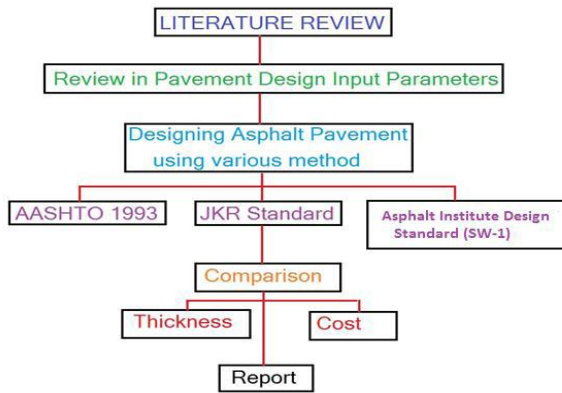 LITERATURE REVIEW
Review in Pavement Design Input Parameters
Designing Asphalt Pavement
using various method
AASHTO 1993
JKR Standard
Asphalt Institute Design
Standard (SW-1)
Comparison
Thickness
Cost
Report